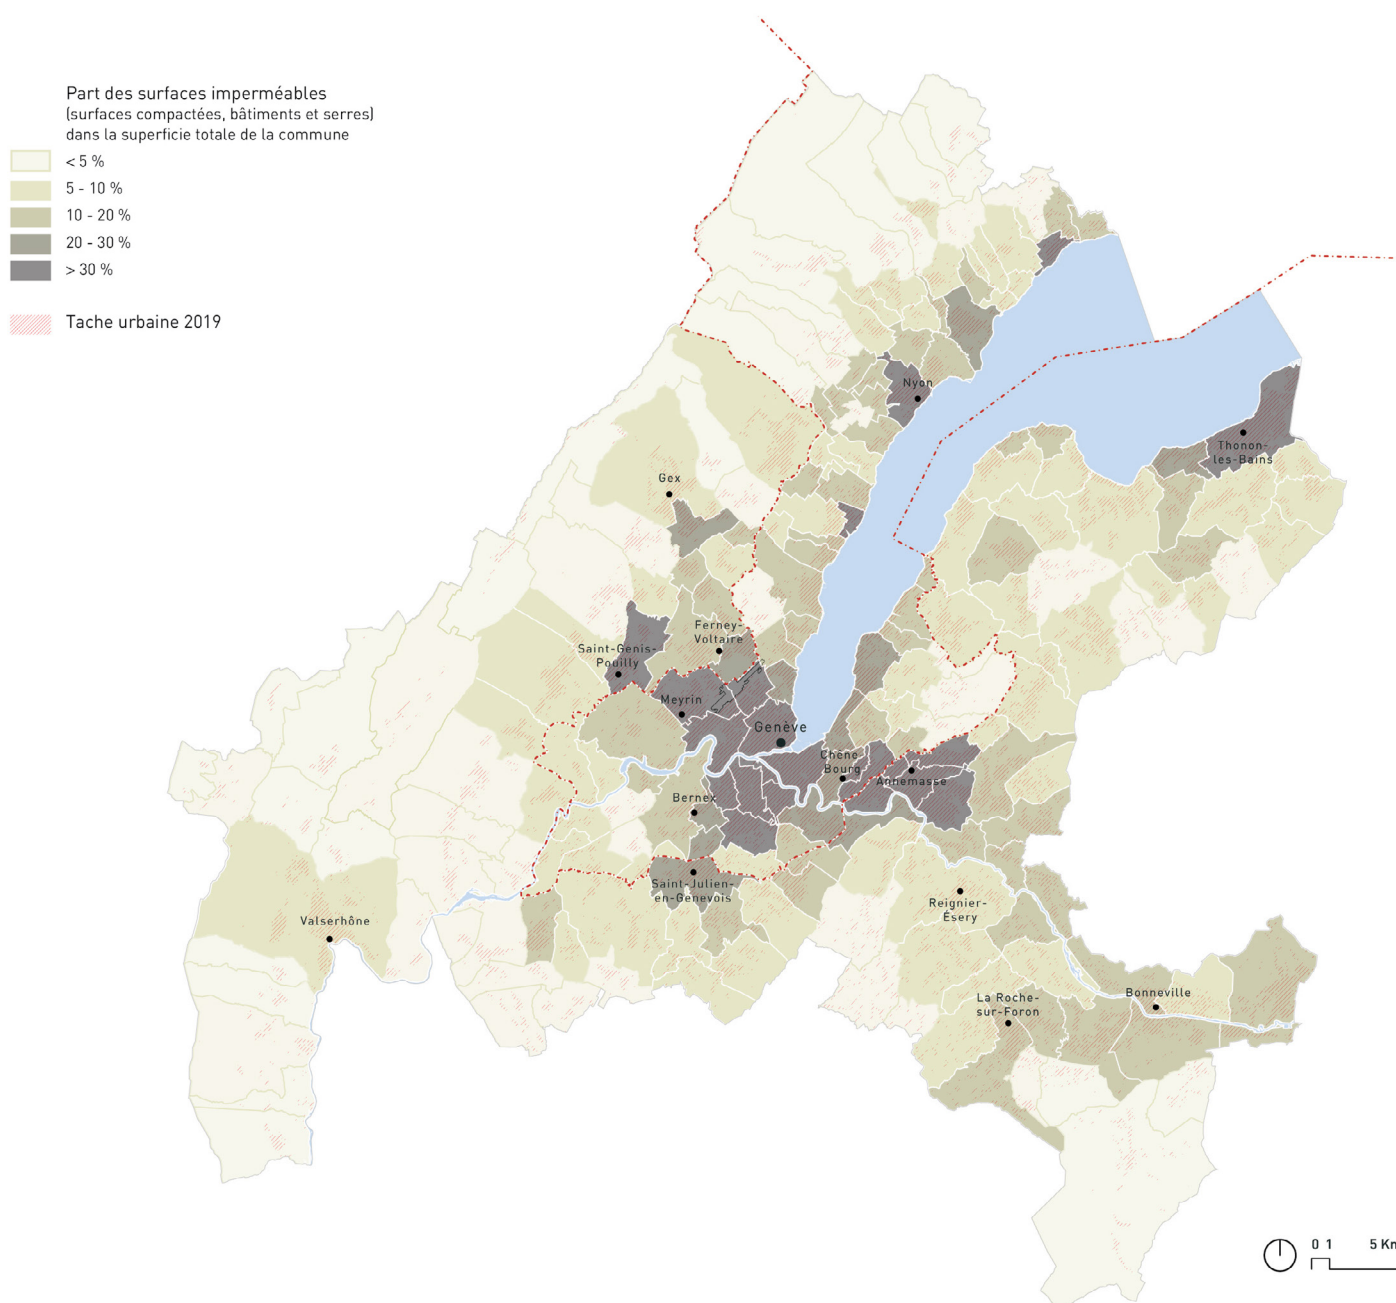 Part des surfaces imperméables
(surfaces compactées, bâtiments et serres)
dans la superficie totale de la commune
< 5 %
5 - 10 %
10 - 20 %
20 - 30 %
> 30 %
Tache urbaine 2019
Nyon
Thonon-
les-Bains
Gex
Ferney-
Voltaire
Saint-Genis-
Pouilly
Meyrin
Genève
Chêne-
Bourg
Annemasse
Bernex
Saint-Julien-
en-Genevois
Reignier-
Ésery
Valserhône
La Roche-
sur-Foron
Bonneville
0 1 5 Km